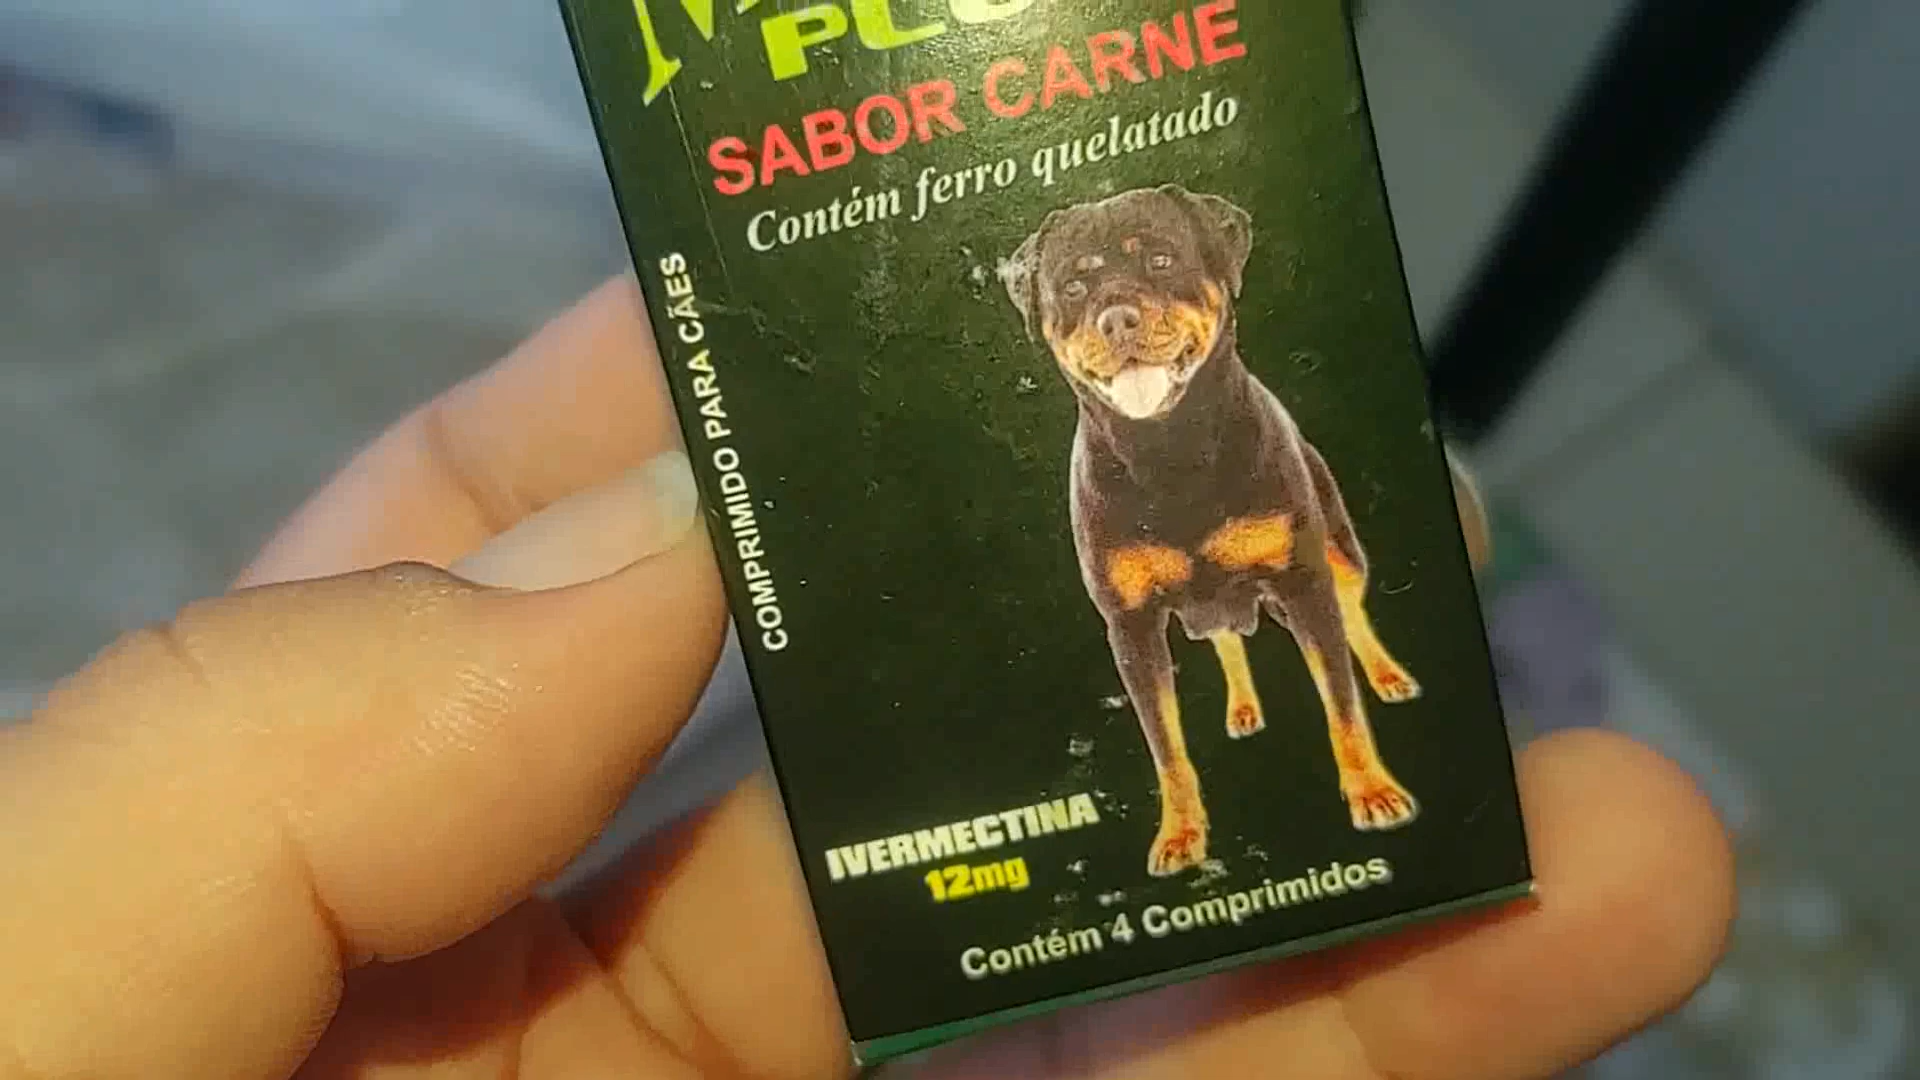 SABOR CARNE
Contém ferro quelatado
COMPRIMIDO PARA CÃES
IVERMECTINA
12mg
Contém 4 Comprimidos